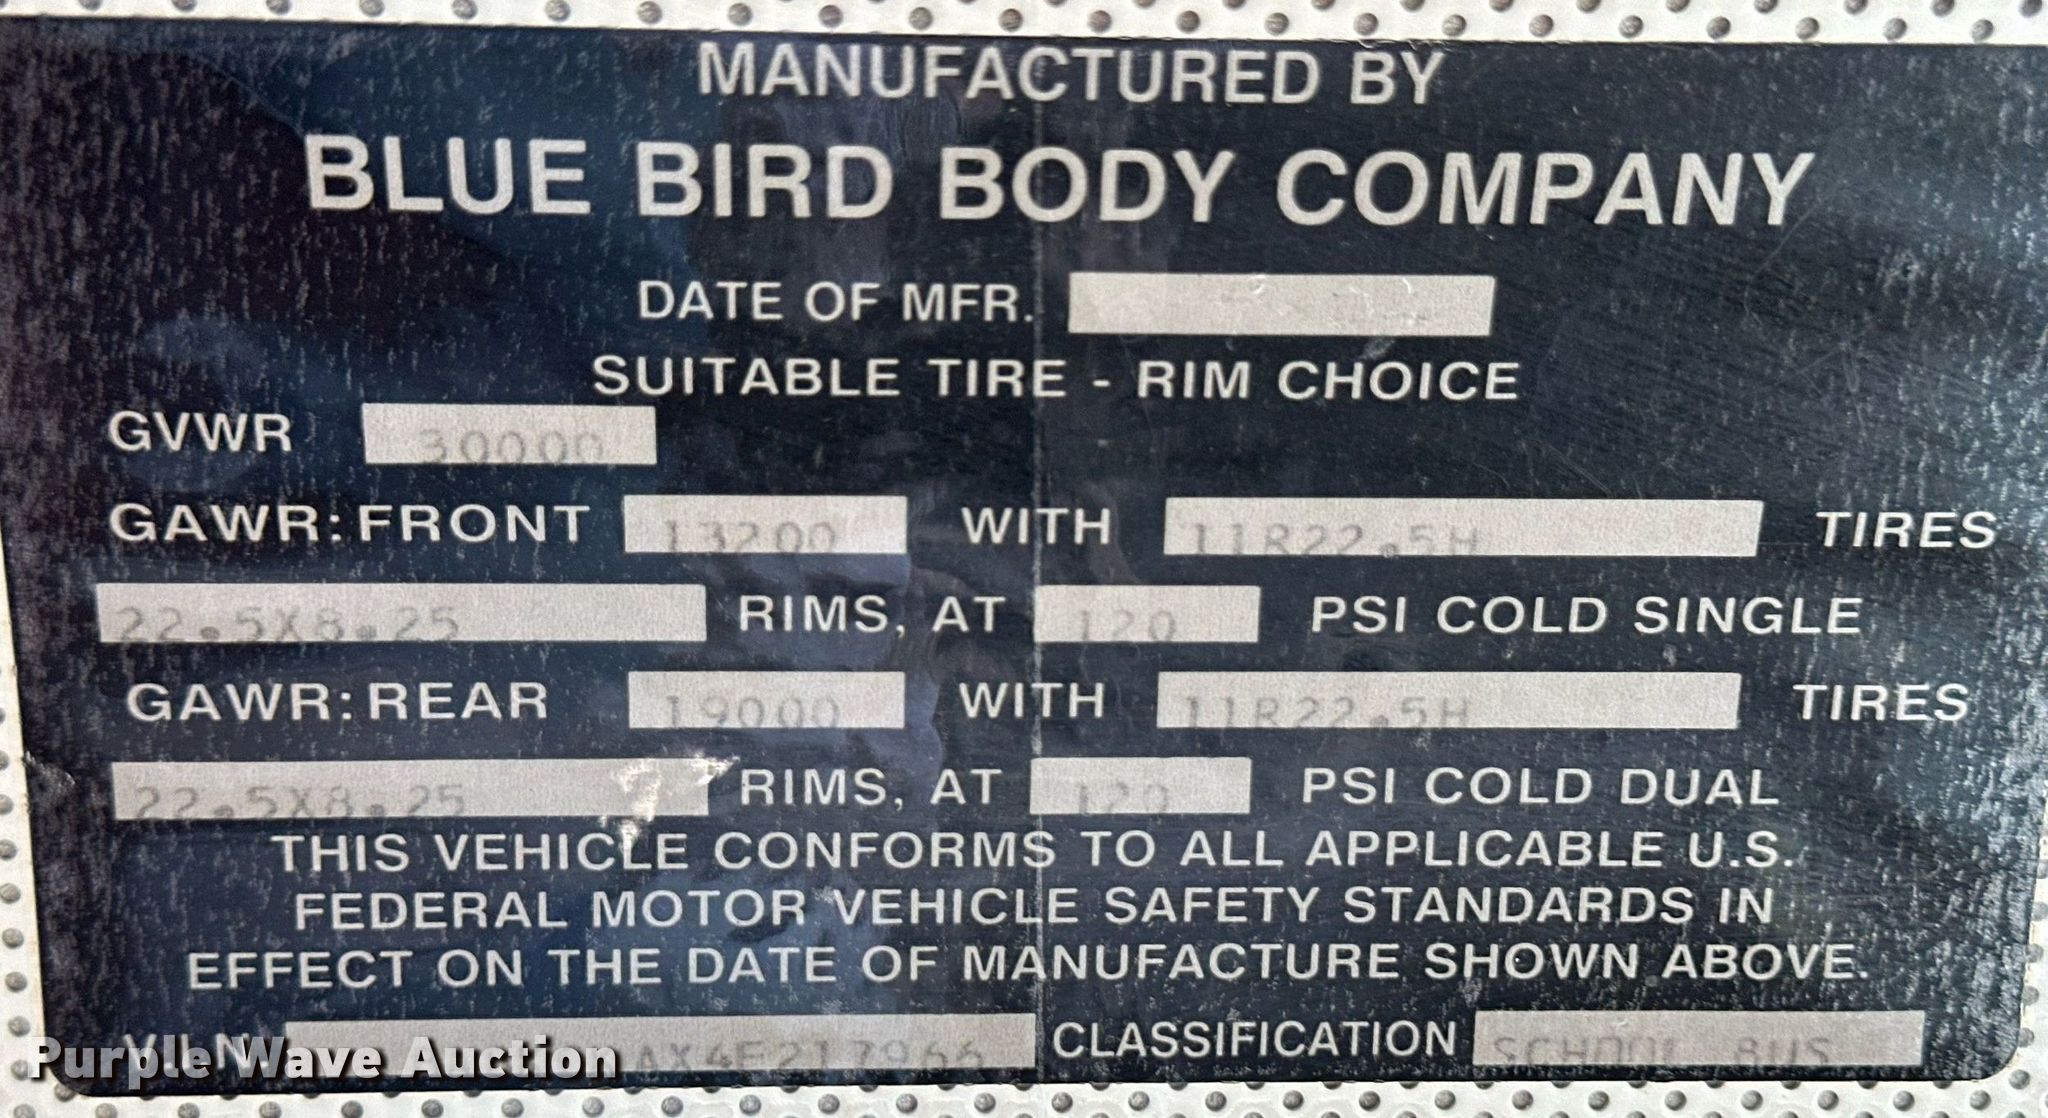 MANUFACTURED BY
BLUE BIRD BODY COMPANY
DATE OF MFR.
SUITABLE TIRE - RIM CHOICE
GVWR 30000
GAWR: FRONT 13200 WITH 11R22.5H TIRES
22.5X8.25 RIMS, AT 120 PSI COLD SINGLE
GAWR: REAR 19000 WITH 11R22.5H TIRES
22.5X8.25 RIMS, AT 120 PSI COLD DUAL
THIS VEHICLE CONFORMS TO ALL APPLICABLE U.S.
FEDERAL MOTOR VEHICLE SAFETY STANDARDS IN
EFFECT ON THE DATE OF MANUFACTURE SHOWN ABOVE.
V.I.N. CLASSIFICATION SCHOOL BUS
Purple Wave Auction